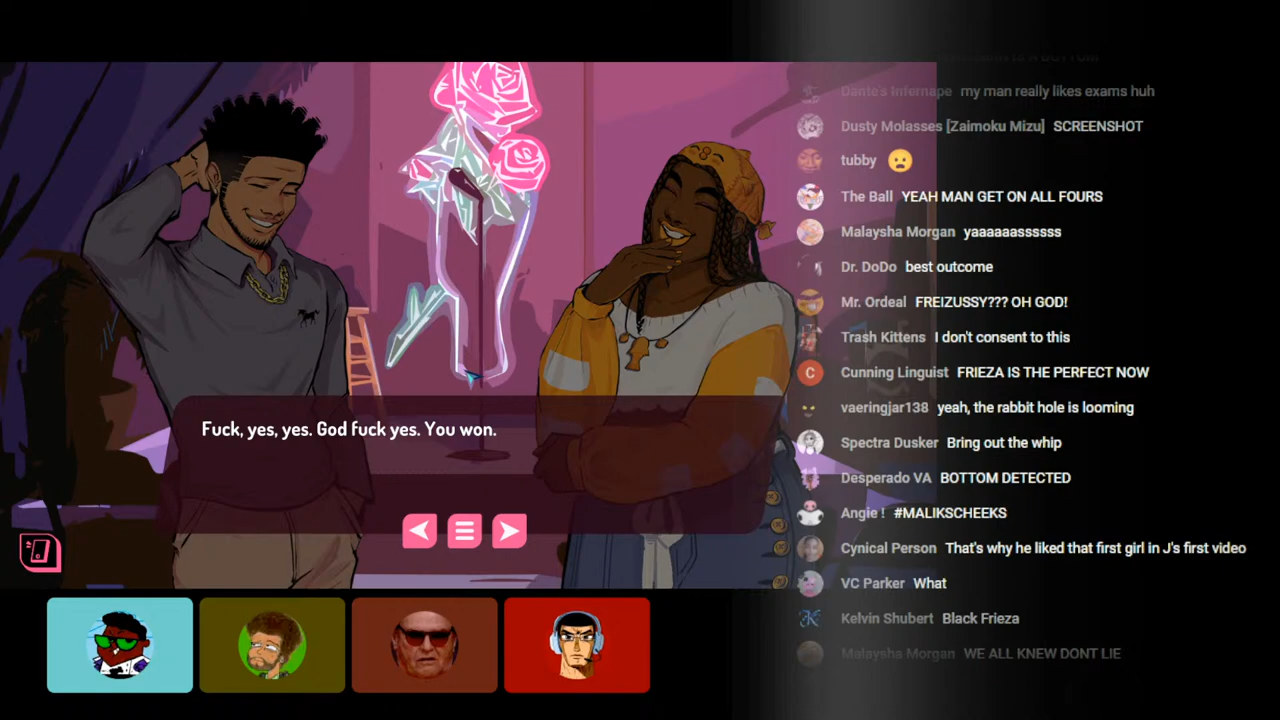 Dante's Infernape my man really likes exams huh
Dusty Molasses [Zaimoku Mizu] SCREENSHOT
tubby
The Ball YEAH MAN GET ON ALL FOURS
Malaysha Morgan yaaaaaassssss
Dr. DoDo best outcome
Mr. Ordeal FREIZUSSY??? OH GOD!
Trash Kittens I don't consent to this
Cunning Linguist FRIEZA IS THE PERFECT NOW
vaeringjar138 yeah, the rabbit hole is looming
Spectra Dusker Bring out the whip
Desperado VA BOTTOM DETECTED
Angie ! #MALIKSCHEEKS
Cynical Person That's why he liked that first girl in J's first video
VC Parker What
Kelvin Shubert Black Frieza
Malaysha Morgan WE ALL KNEW DONT LIE
Fuck, yes, yes. God fuck yes. You won.
C